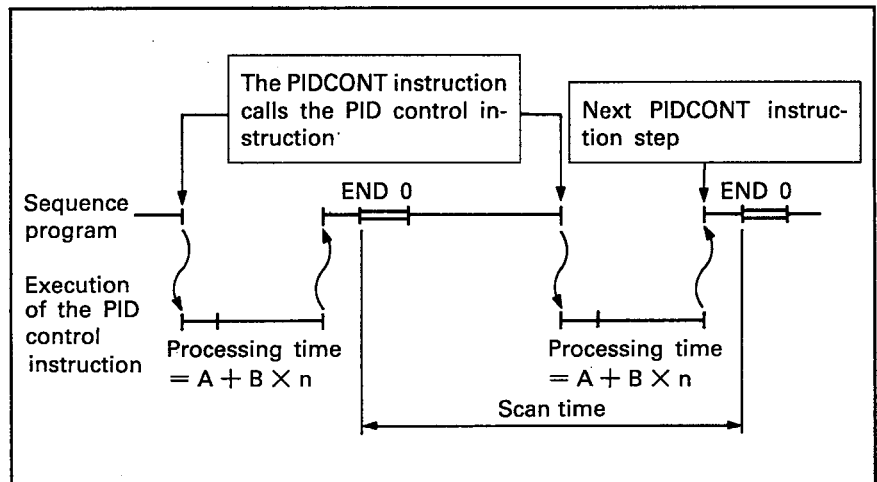 The PIDCONT instruction
calls the PID control in-
struction
Next PIDCONT instruc-
tion step
END 0
END 0
Sequence
program
Execution
of the PID
control
instruction
Processing time
= A + B × n
Processing time
= A + B × n
Scan time